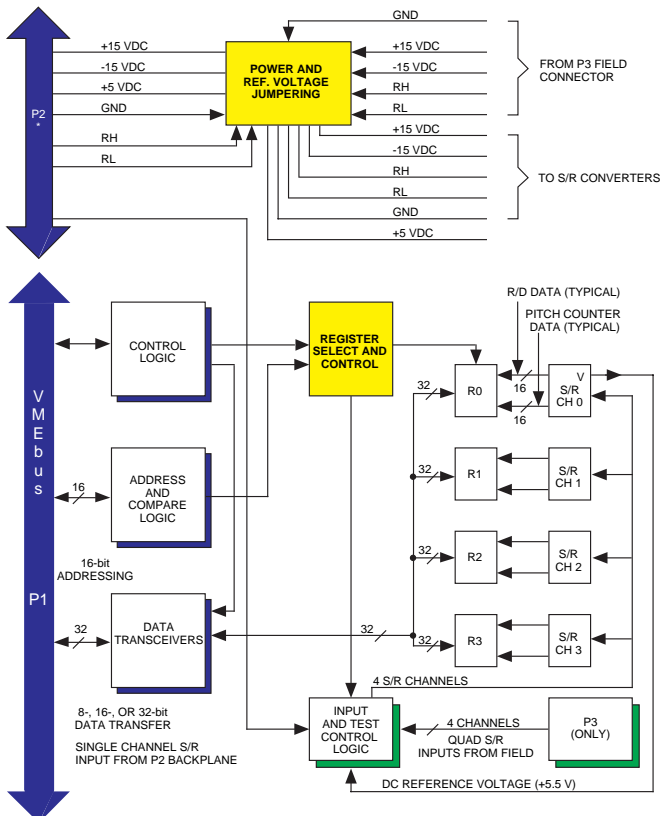 GND
+15 VDC
-15 VDC
+5 VDC
GND
RH
RL
P2
*
POWER AND
REF. VOLTAGE
JUMPERING
+15 VDC
-15 VDC
RH
RL
FROM P3 FIELD
CONNECTOR
+15 VDC
-15 VDC
RH
RL
GND
+5 VDC
TO S/R CONVERTERS
VMEbus
P1
CONTROL
LOGIC
REGISTER
SELECT AND
CONTROL
R/D DATA (TYPICAL)
PITCH COUNTER
DATA (TYPICAL)
32
R0
16
16
V
S/R
CH 0
16
ADDRESS
AND
COMPARE
LOGIC
16-bit
ADDRESSING
32
R1
S/R
CH 1
32
R2
S/R
CH 2
32
DATA
TRANSCEIVERS
32
32
R3
S/R
CH 3
8-, 16-, OR 32-bit
DATA TRANSFER
SINGLE CHANNEL S/R
INPUT FROM P2 BACKPLANE
4 S/R CHANNELS
INPUT
AND TEST
CONTROL
LOGIC
4 CHANNELS
QUAD S/R
INPUTS FROM FIELD
P3
(ONLY)
DC REFERENCE VOLTAGE (+5.5 V)